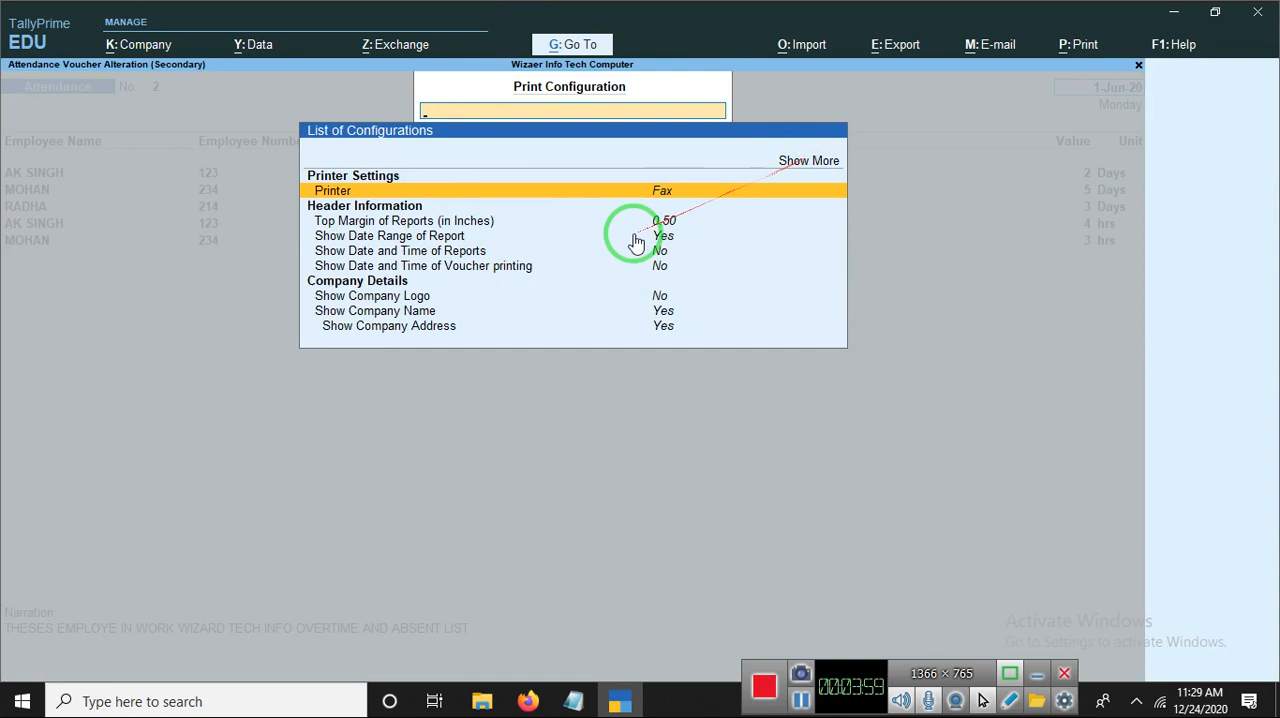 TallyPrime
MANAGE
EDU
K: Company
Y: Data
Z: Exchange
G: Go To
O: Import
E: Export
M: E-mail
P: Print
F1: Help
Attendance Voucher Alteration (Secondary)
Wizaer Info Tech Computer
Attendance No. 2
Print Configuration
1-Jun-20
Monday
List of Configurations
Employee Name
Employee Numbe
Value
Unit
Show More
AK SINGH 123 2 Days
MOHAN 234 5 Days
RADHA 214 3 Days
AK SINGH 123 4 hrs
MOHAN 234 3 hrs
Printer Settings
Printer Fax
Header Information
Top Margin of Reports (in Inches) 0.50
Show Date Range of Report Yes
Show Date and Time of Reports No
Show Date and Time of Voucher printing No
Company Details
Show Company Logo No
Show Company Name Yes
Show Company Address Yes
Narration:
THESES EMPLOYE IN WORK WIZARD TECH INFO OVERTIME AND ABSENT LIST
Activate Windows
Go to Settings to activate Windows.
1366 x 765
000:03:59
Type here to search
11:29 AM
12/24/2020